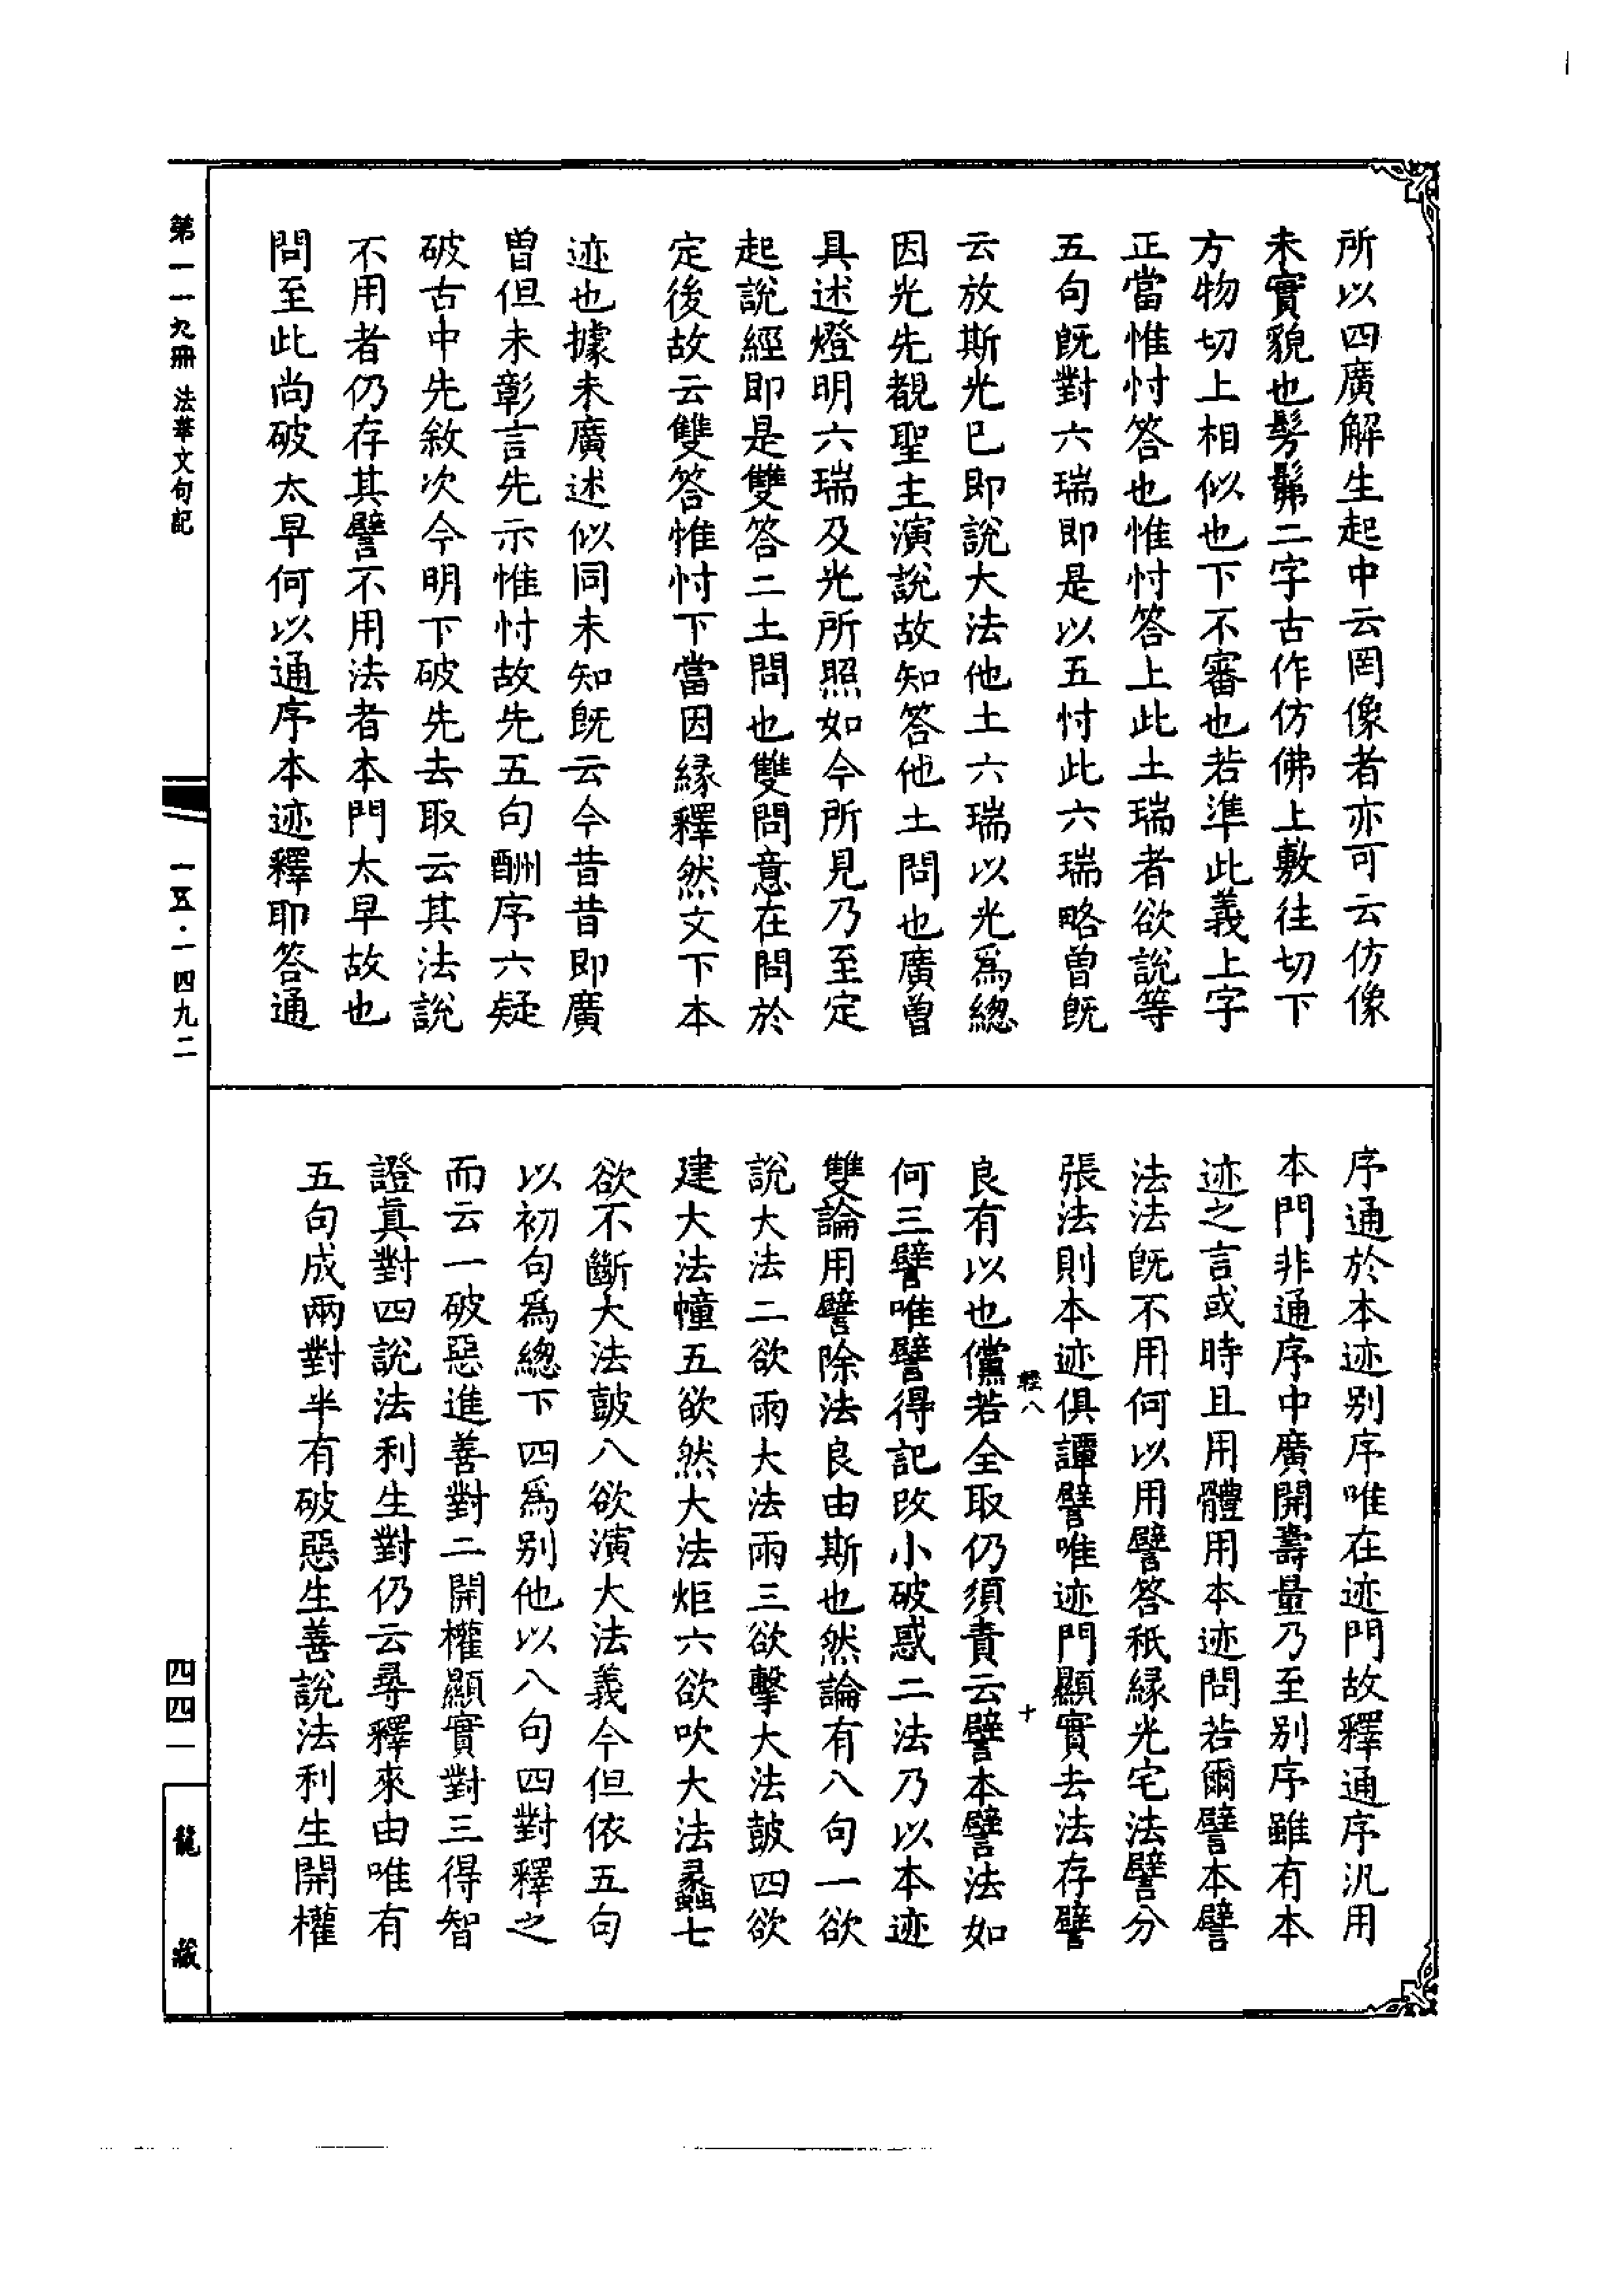 所以四廣解生起中云罔像者亦可云仿像
未實貌也髣髴二字古作仿佛上敷往切下
方物切上相似也下不審也若準此義上字
正當惟忖答也惟忖答上此土瑞者欲說等
五句既對六瑞即是以五忖此六瑞略曾既
云放斯光已即說大法他土六瑞以光為總
因光先覩聖主演說故知答他土問也廣曾
具述燈明六瑞及光所照如今所見乃至定
起說經即是雙答二土問也雙問意在問於
定後故云雙答惟忖下當因緣釋然文下本
迹也據未廣述似同未知既云今昔昔即廣
曾但未彰言先示惟忖故先五句酬序六疑
破古中先敘次今明下破先去取云其法說
不用者仍存其譬不用法者本門太早故也
問至此尚破太早何以通序本迹釋耶答通
序通於本迹別序唯在迹門故釋通序汎用
本門非通序中廣開壽量乃至別序雖有本
迹之言或時且用體用本迹問若爾譬本譬
法法既不用何以用譬答秖緣光宅法譬分
張法則本迹俱譚譬唯迹門顯實去法存譬
輕八 十
良有以也儻若全取仍須責云譬本譬法如
何三譬唯譬得記改小破惑二法乃以本迹
雙論用譬除法良由斯也然論有八句一欲
說大法二欲雨大法雨三欲擊大法鼓四欲
建大法幢五欲然大法炬六欲吹大法蠡七
欲不斷大法鼓八欲演大法義今但依五句
以初句為總下四為別他以八句四對釋之
而云一破惡進善對二開權顯實對三得智
證真對四說法利生對仍云尋釋來由唯有
五句成兩對半有破惡生善說法利生開權
第一一九冊 法華文句記
一五·一四九二
四四一
龍藏